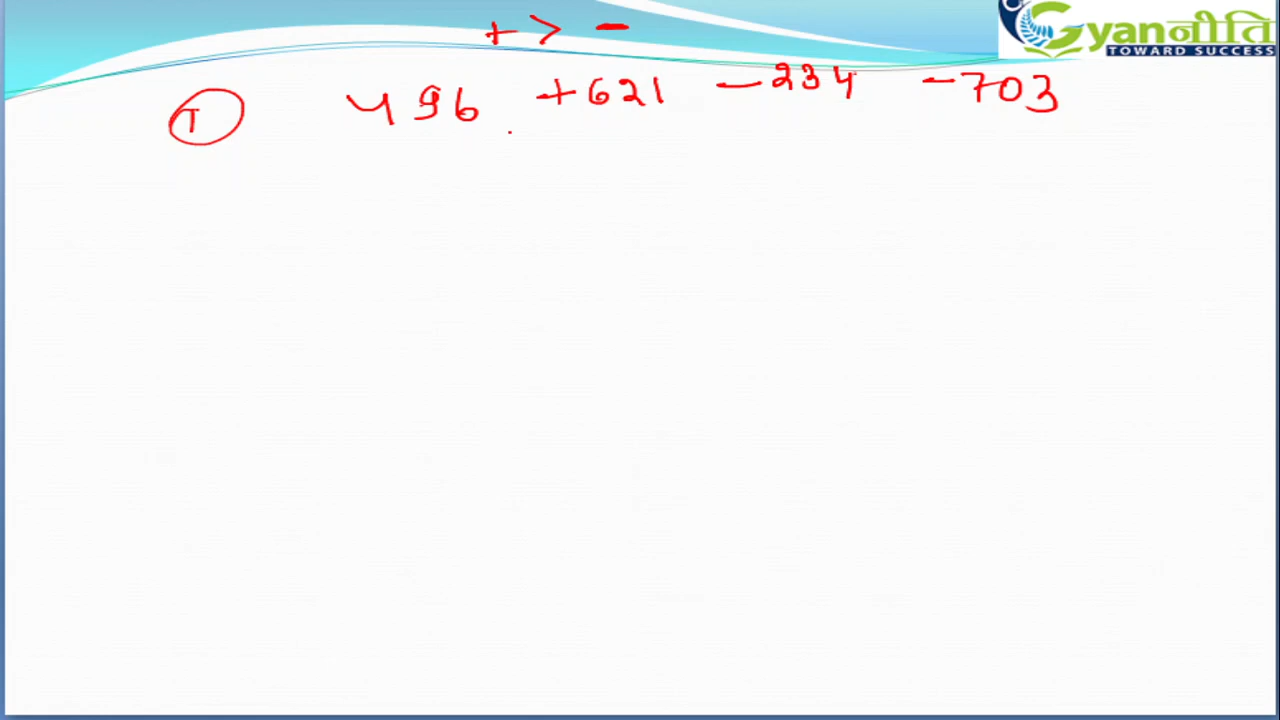 + > -
Gyanनीति
TOWARD SUCCESS
① 496 +621 -234 -703